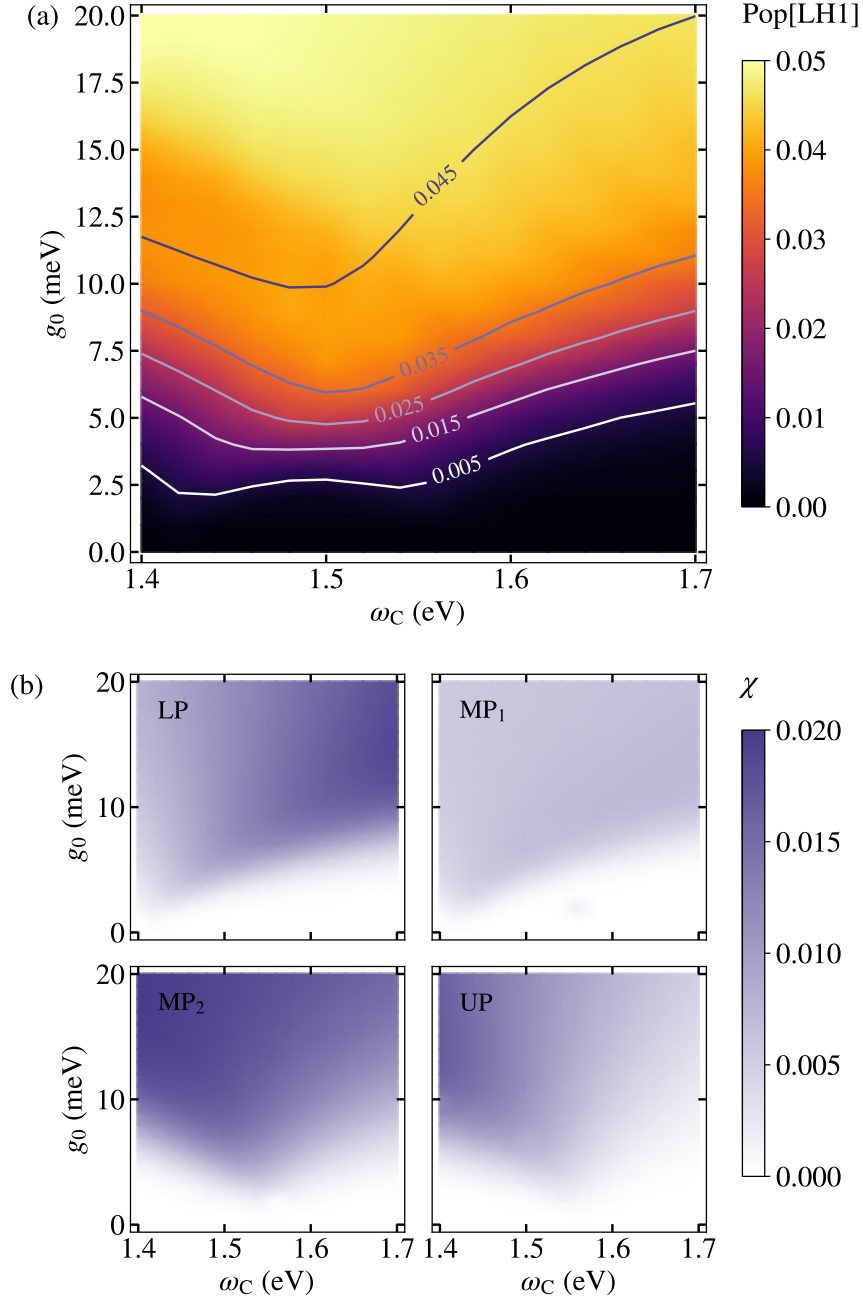 (a)
Pop[LH1]
20.0
17.5
15.0
12.5
10.0
7.5
5.0
2.5
0.0
g₀ (meV)
0.045
0.035
0.025
0.015
0.005
1.4 1.5 1.6 1.7
ω_C (eV)
0.05
0.04
0.03
0.02
0.01
0.00
(b)
χ
20
10
0
g₀ (meV)
LP
MP₁
20
10
0
g₀ (meV)
MP₂
UP
1.4 1.5 1.6 1.7
1.4 1.5 1.6 1.7
ω_C (eV)
ω_C (eV)
0.020
0.015
0.010
0.005
0.000